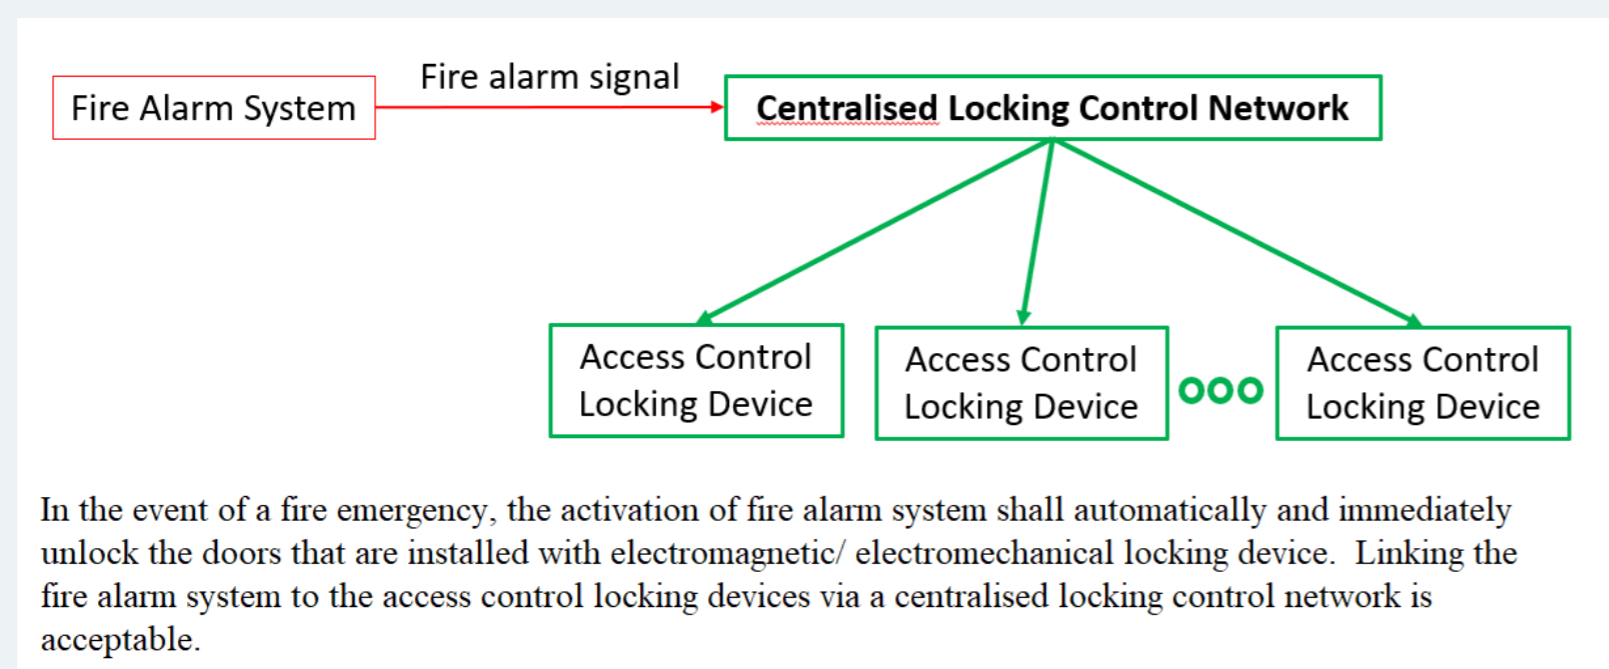 Fire alarm signal
Fire Alarm System
Centralised Locking Control Network
Access Control
Locking Device
Access Control
Locking Device
Access Control
Locking Device
In the event of a fire emergency, the activation of fire alarm system shall automatically and immediately
unlock the doors that are installed with electromagnetic/ electromechanical locking device.  Linking the
fire alarm system to the access control locking devices via a centralised locking control network is
acceptable.